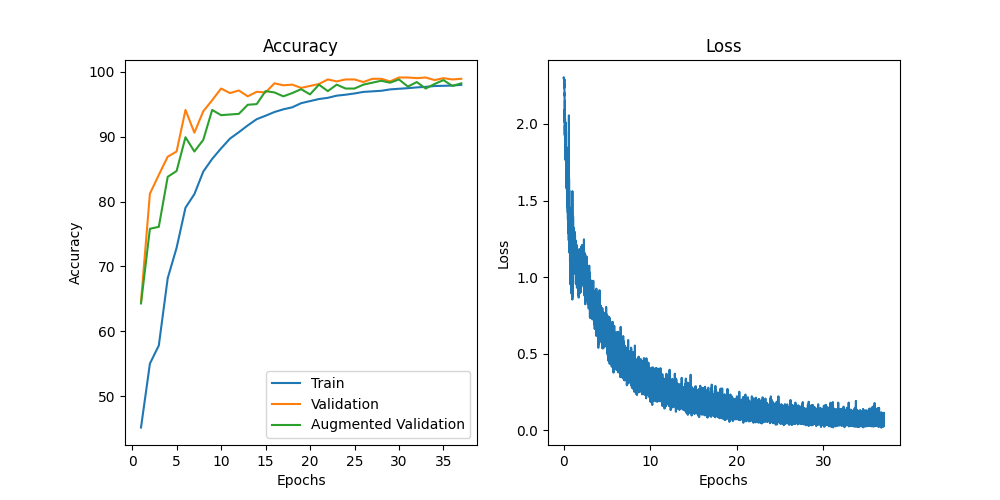 Accuracy
Accuracy
100
90
80
70
60
50
0 5 10 15 20 25 30 35
Epochs
Train
Validation
Augmented Validation
Loss
Loss
2.0
1.5
1.0
0.5
0.0
0 10 20 30
Epochs